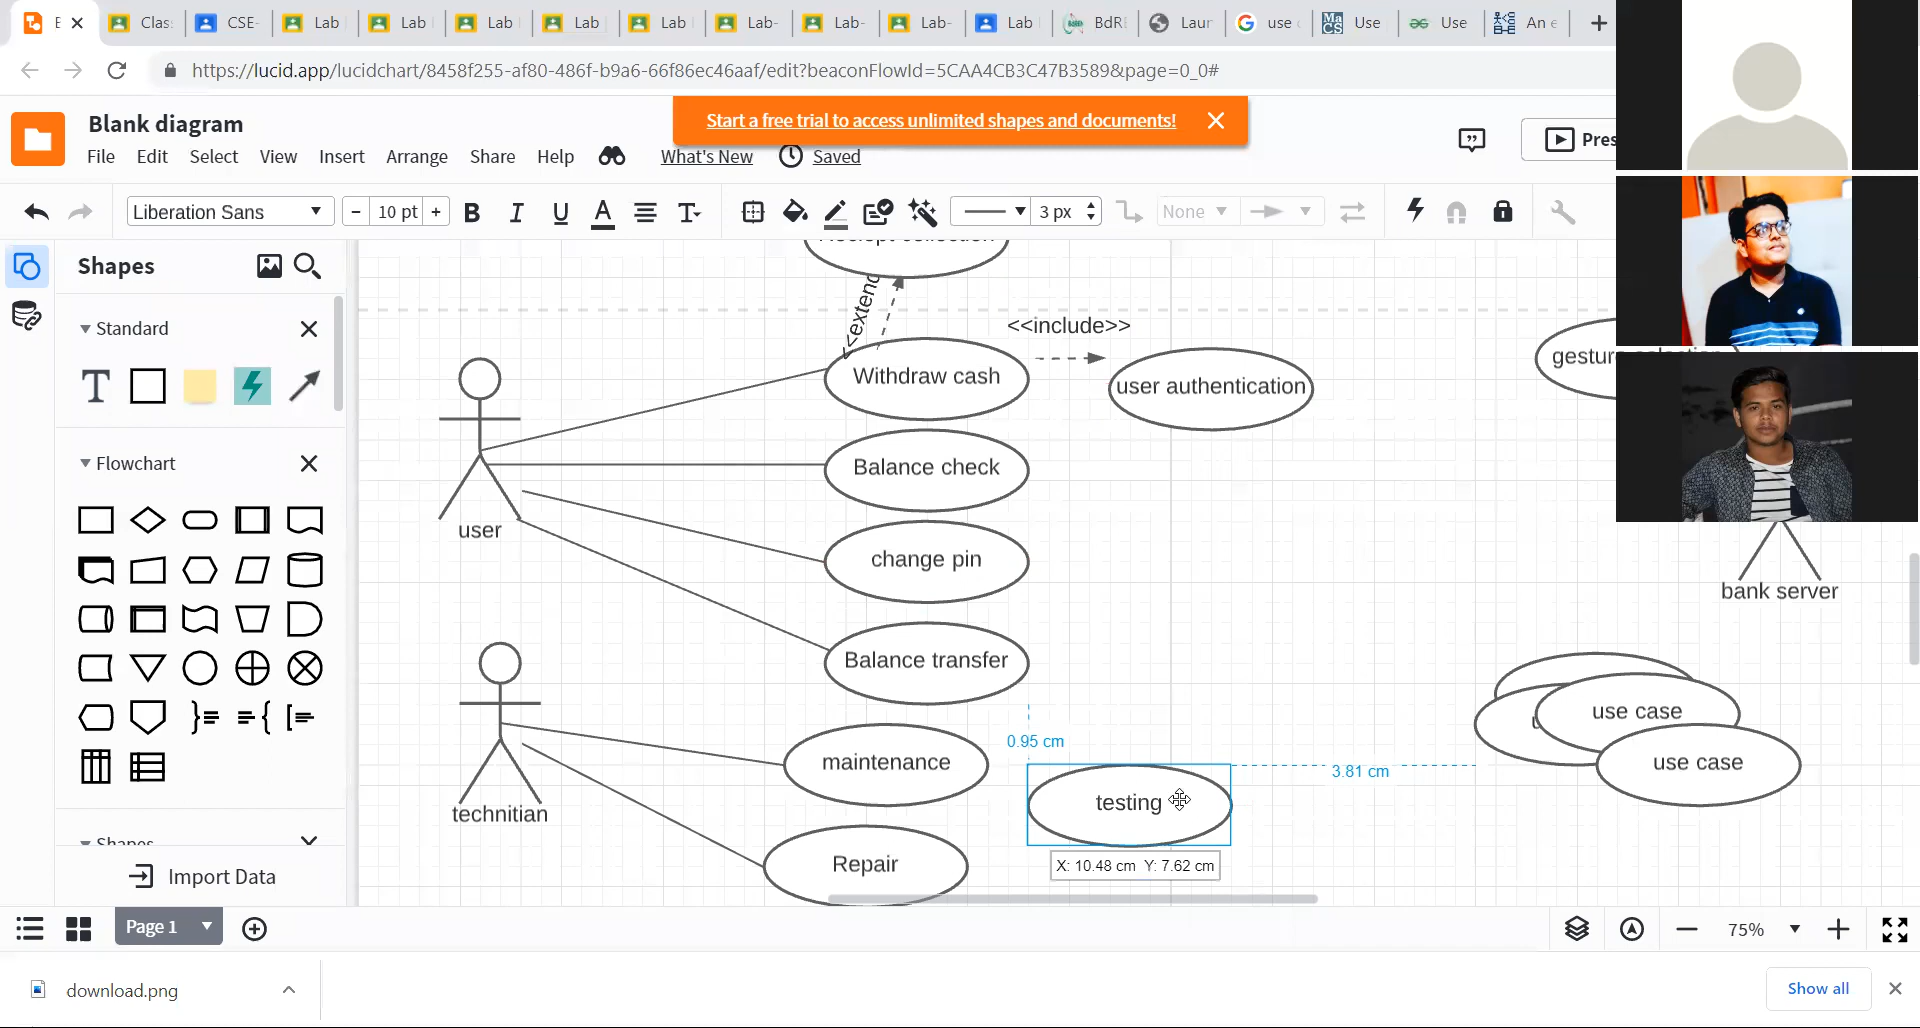 E
Clas
CSE-
Lab
Lab
Lab
Lab
Lab
Lab-
Lab-
Lab-
Lab
BdRE
Laur
use
Use
Use
An e
https://lucid.app/lucidchart/8458f255-af80-486f-b9a6-66f86ec46aaf/edit?beaconFlowId=5CAA4CB3C47B3589&page=0_0#
Blank diagram
Start a free trial to access unlimited shapes and documents!
File Edit Select View Insert Arrange Share Help What's New Saved
Pres
Liberation Sans
- 10 pt +
B I U A T
3 px
None
Shapes
Standard
T
Flowchart
Shapes
Import Data
<<extend
<<include>>
Withdraw cash
user authentication
gesture selection
Balance check
user
change pin
bank server
Balance transfer
use case
0.95 cm
maintenance
use case
3.81 cm
testing
technitian
Repair
X: 10.48 cm Y: 7.62 cm
Page 1
75%
download.png
Show all